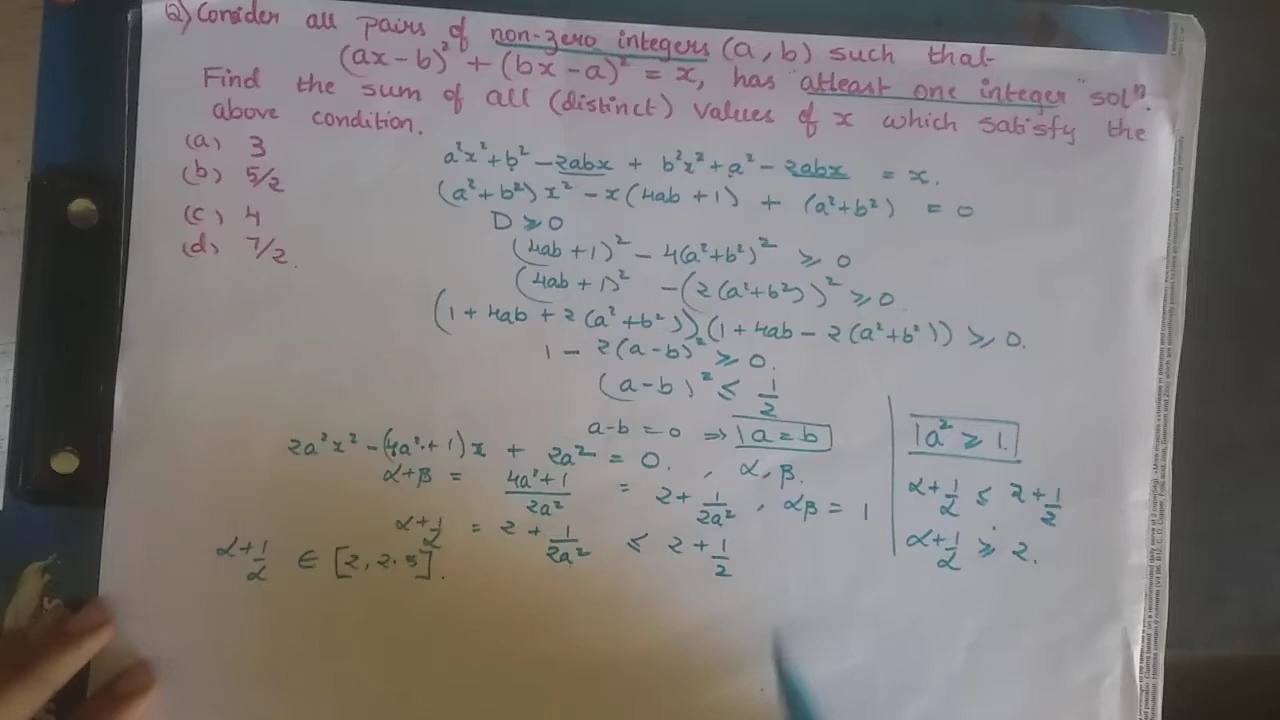 Q) Consider all pairs of non-zero integers (a, b) such that
(ax-b)² + (bx-a)² = x, has atleast one integer "solⁿ".
Find the sum of all (distinct) values of x which satisfy the
above condition.
(a) 3
(b) 5/2
(c) 4
(d) 7/2
a²x² + b² - 2abx + b²x² + a² - 2abx = x.
(a² + b²) x² - x(4ab + 1) + (a² + b²) = 0
D ⩾ 0
(4ab + 1)² - 4(a² + b²)² ⩾ 0
(4ab + 1)² - (2(a² + b²))² ⩾ 0
(1 + 4ab + 2(a² + b²)) (1 + 4ab - 2(a² + b²)) ⩾ 0.
1 - 2(a-b)² ⩾ 0.
(a-b)² ≤ 1/2
a-b = 0 ⇒ |a = b|
2a²x² - (4a² + 1)x + 2a² = 0. , α, β.
α+β = (4a²+1)/(2a²) = 2 + 1/(2a²) , αβ = 1
α + 1/α = 2 + 1/(2a²) ≤ 2 + 1/2
α + 1/α ∈ [2, 2.5].
|a² ⩾ 1.|
α + 1/α ≤ 2 + 1/2
α + 1/α ⩾ 2.